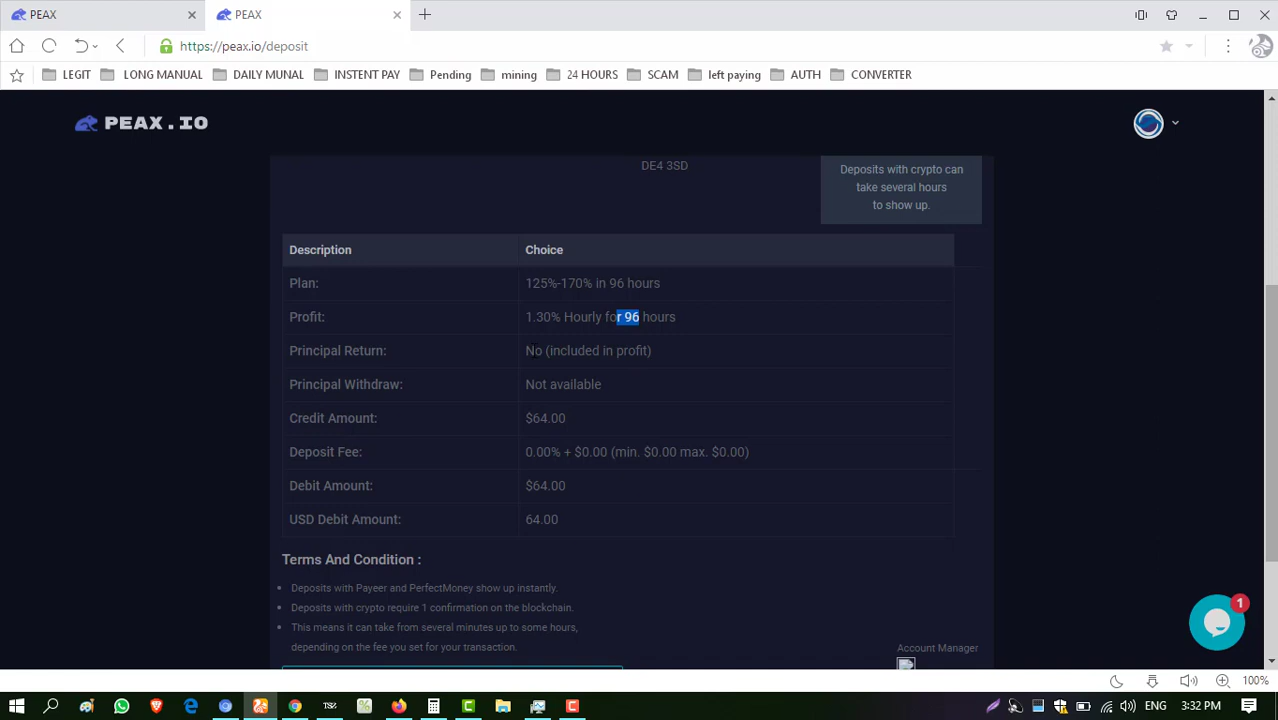 PEAX
PEAX
https://peax.io/deposit
LEGIT
LONG MANUAL
DAILY MUNAL
INSTENT PAY
Pending
mining
24 HOURS
SCAM
left paying
AUTH
CONVERTER
PEAX.IO
DE4 3SD
Deposits with crypto can
take several hours
to show up.
Description Choice
Plan: 125%-170% in 96 hours
Profit: 1.30% Hourly for 96 hours
Principal Return: No (included in profit)
Principal Withdraw: Not available
Credit Amount: $64.00
Deposit Fee: 0.00% + $0.00 (min. $0.00 max. $0.00)
Debit Amount: $64.00
USD Debit Amount: 64.00
Terms And Condition :
Deposits with Payeer and PerfectMoney show up instantly.
Deposits with crypto require 1 confirmation on the blockchain.
This means it can take from several minutes up to some hours,
depending on the fee you set for your transaction.
1
Account Manager
100%
ENG 3:32 PM